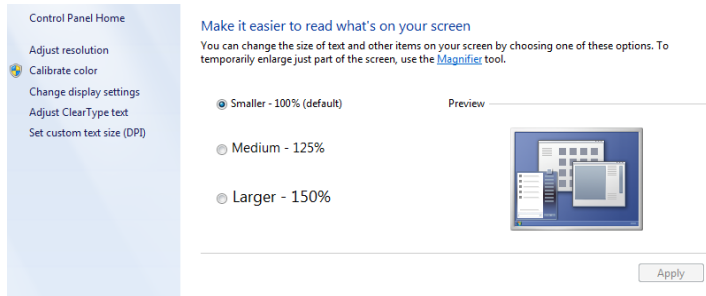 Control Panel Home
Adjust resolution
Calibrate color
Change display settings
Adjust ClearType text
Set custom text size (DPI)
Make it easier to read what's on your screen
You can change the size of text and other items on your screen by choosing one of these options. To
temporarily enlarge just part of the screen, use the Magnifier tool.
Smaller - 100% (default)
Preview
Medium - 125%
Larger - 150%
Apply